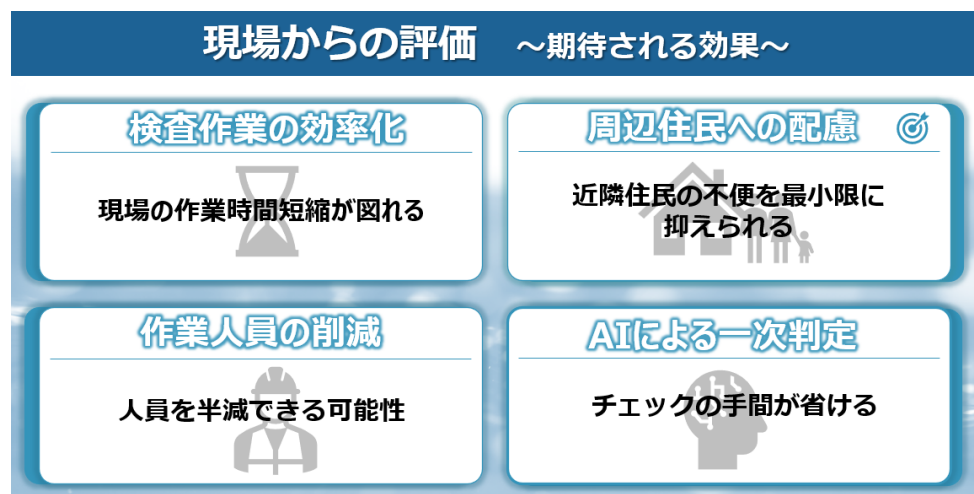 現場からの評価 ～期待される効果～
検査作業の効率化
現場の作業時間短縮が図れる
周辺住民への配慮
近隣住民の不便を最小限に
抑えられる
作業人員の削減
人員を半減できる可能性
AIによる一次判定
チェックの手間が省ける